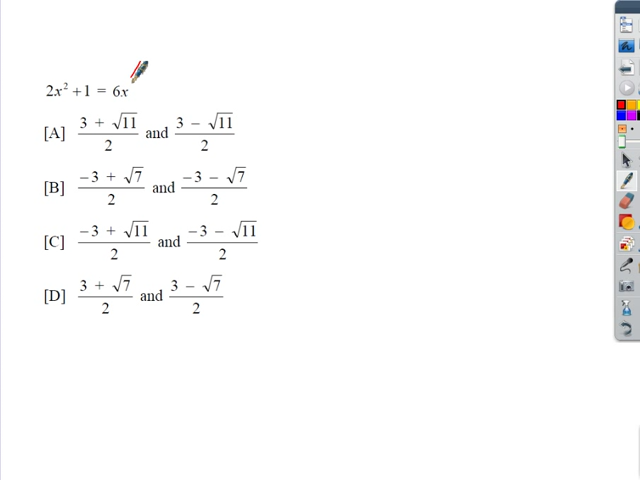 2x² + 1 = 6x
[A] (3 + √11)/2 and (3 − √11)/2
[B] (−3 + √7)/2 and (−3 − √7)/2
[C] (−3 + √11)/2 and (−3 − √11)/2
[D] (3 + √7)/2 and (3 − √7)/2